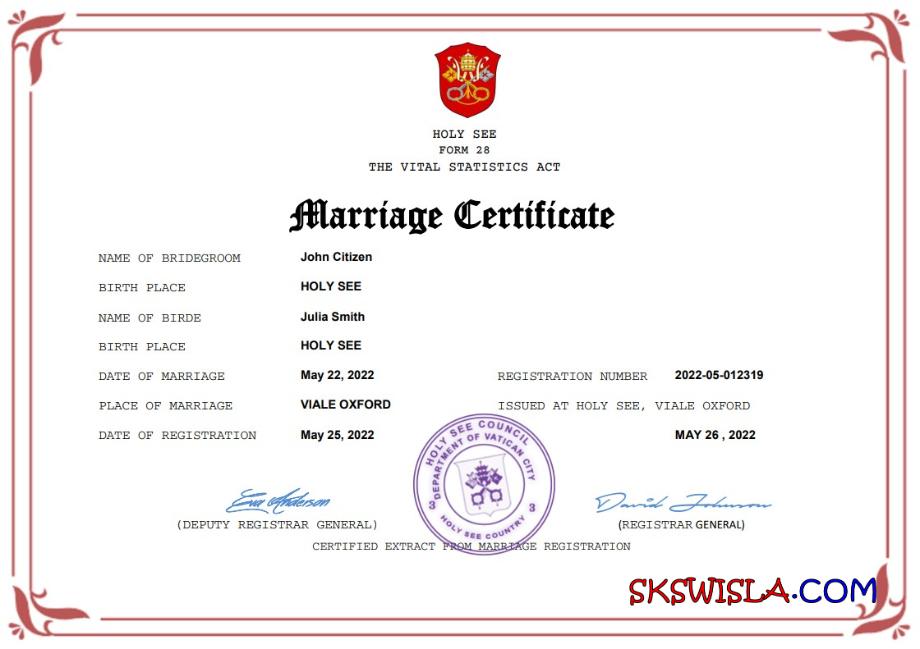 HOLY SEE
FORM 28
THE VITAL STATISTICS ACT
Marriage Certificate
NAME OF BRIDEGROOM John Citizen
BIRTH PLACE HOLY SEE
NAME OF BIRDE Julia Smith
BIRTH PLACE HOLY SEE
DATE OF MARRIAGE May 22, 2022 REGISTRATION NUMBER 2022-05-012319
PLACE OF MARRIAGE VIALE OXFORD ISSUED AT HOLY SEE, VIALE OXFORD
DATE OF REGISTRATION May 25, 2022 MAY 26 , 2022
HOLY SEE COUNCIL
DEPARTMENT OF VATICAN CITY
3 3
HOLY SEE COUNTRY
Eva Anderson David Johnson
(DEPUTY REGISTRAR GENERAL) (REGISTRAR GENERAL)
CERTIFIED EXTRACT FROM MARRIAGE REGISTRATION
SKSWISLA.COM